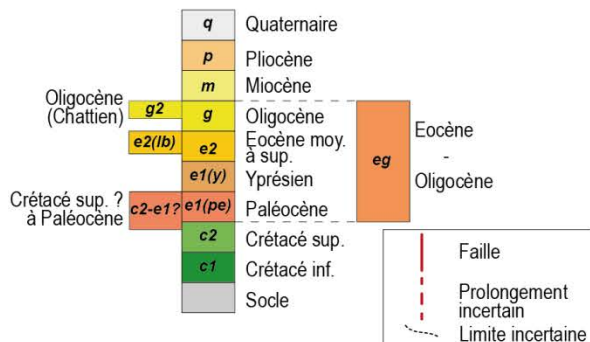 q Quaternaire
p Pliocène
m Miocène
Oligocène
(Chattien)
g2 g Oligocène
e2(lb) e2 Eocène moy.
à sup.
e1(y) Yprésien
Crétacé sup. ?
à Paléocène
c2-e1? e1(pe) Paléocène
c2 Crétacé sup.
c1 Crétacé inf.
Socle
eg
Eocène
-
Oligocène
Faille
Prolongement
incertain
Limite incertaine